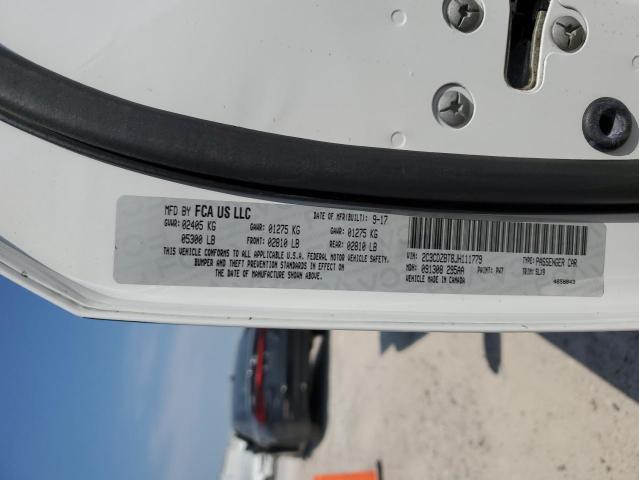 MFD BY FCA US LLC
DATE OF MFR(BUILT): 9-17
GVWR: 02405 KG GAWR: 01275 KG GAWR: 01275 KG
05300 LB FRONT: 02810 LB REAR: 02810 LB
THIS VEHICLE CONFORMS TO ALL APPLICABLE U.S.A. FEDERAL MOTOR VEHICLE SAFETY,
BUMPER AND THEFT PREVENTION STANDARDS IN EFFECT ON
THE DATE OF MANUFACTURE SHOWN ABOVE.
VIN: 2C3CDZBT8JH111779 TYPE: PASSENGER CAR
MDH: 091308 285AA PAINT: PW7 TRIM: SLX9
VEHICLE MADE IN CANADA 4658043